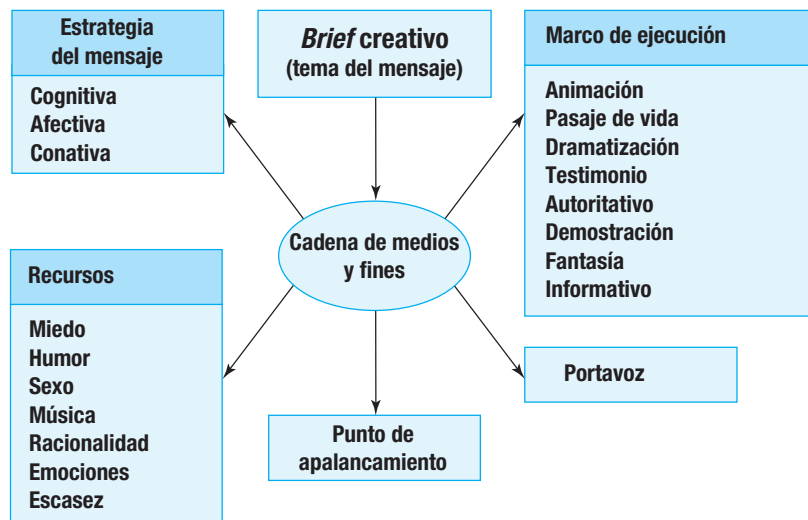 Estrategia
del mensaje
Cognitiva
Afectiva
Conativa
Brief creativo
(tema del mensaje)
Marco de ejecución
Animación
Pasaje de vida
Dramatización
Testimonio
Autoritativo
Demostración
Fantasía
Informativo
Cadena de medios
y fines
Recursos
Miedo
Humor
Sexo
Música
Racionalidad
Emociones
Escasez
Punto de
apalancamiento
Portavoz